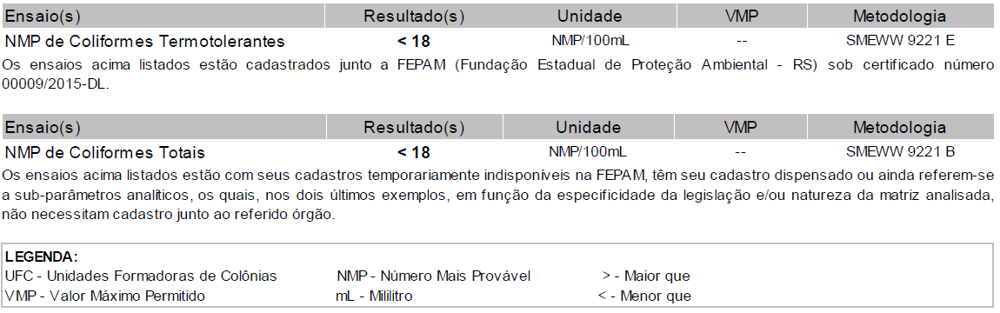 Ensaio(s) Resultado(s) Unidade VMP Metodologia
NMP de Coliformes Termotolerantes < 18 NMP/100mL -- SMEWW 9221 E
Os ensaios acima listados estão cadastrados junto a FEPAM (Fundação Estadual de Proteção Ambiental - RS) sob certificado número
00009/2015-DL.
Ensaio(s) Resultado(s) Unidade VMP Metodologia
NMP de Coliformes Totais < 18 NMP/100mL -- SMEWW 9221 B
Os ensaios acima listados estão com seus cadastros temporariamente indisponíveis na FEPAM, têm seu cadastro dispensado ou ainda referem-se
a sub-parâmetros analíticos, os quais, nos dois últimos exemplos, em função da especificidade da legislação e/ou natureza da matriz analisada,
não necessitam cadastro junto ao referido órgão.
LEGENDA:
UFC - Unidades Formadoras de Colônias NMP - Número Mais Provável > - Maior que
VMP - Valor Máximo Permitido mL - Mililitro < - Menor que